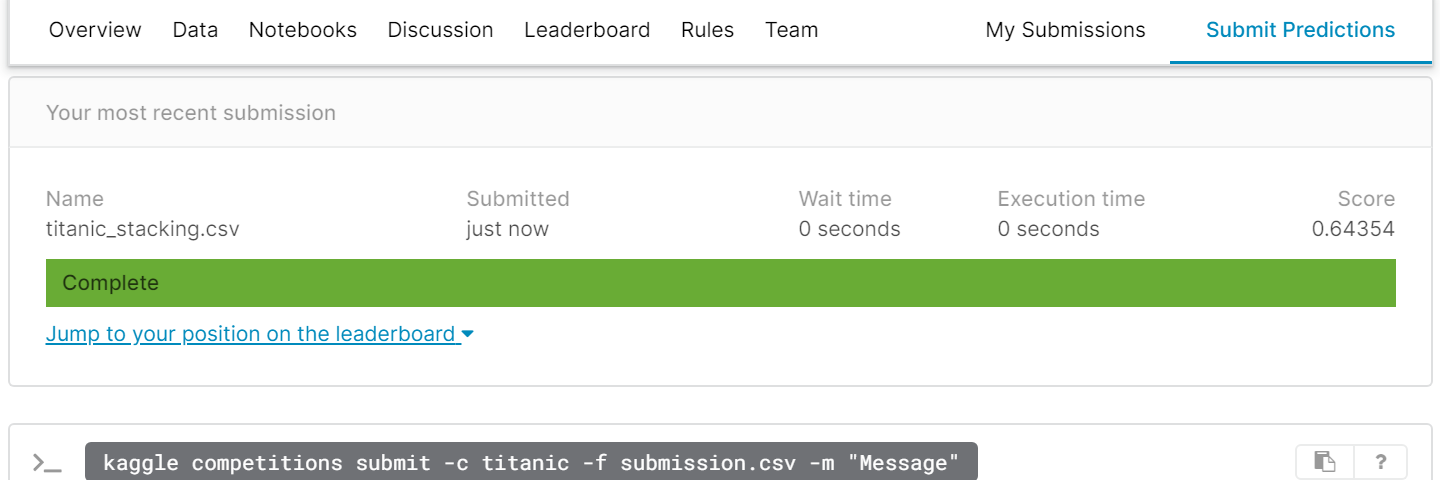 Overview Data Notebooks Discussion Leaderboard Rules Team My Submissions Submit Predictions
Your most recent submission
Name Submitted Wait time Execution time Score
titanic_stacking.csv just now 0 seconds 0 seconds 0.64354
Complete
Jump to your position on the leaderboard
>_ kaggle competitions submit -c titanic -f submission.csv -m "Message" ?